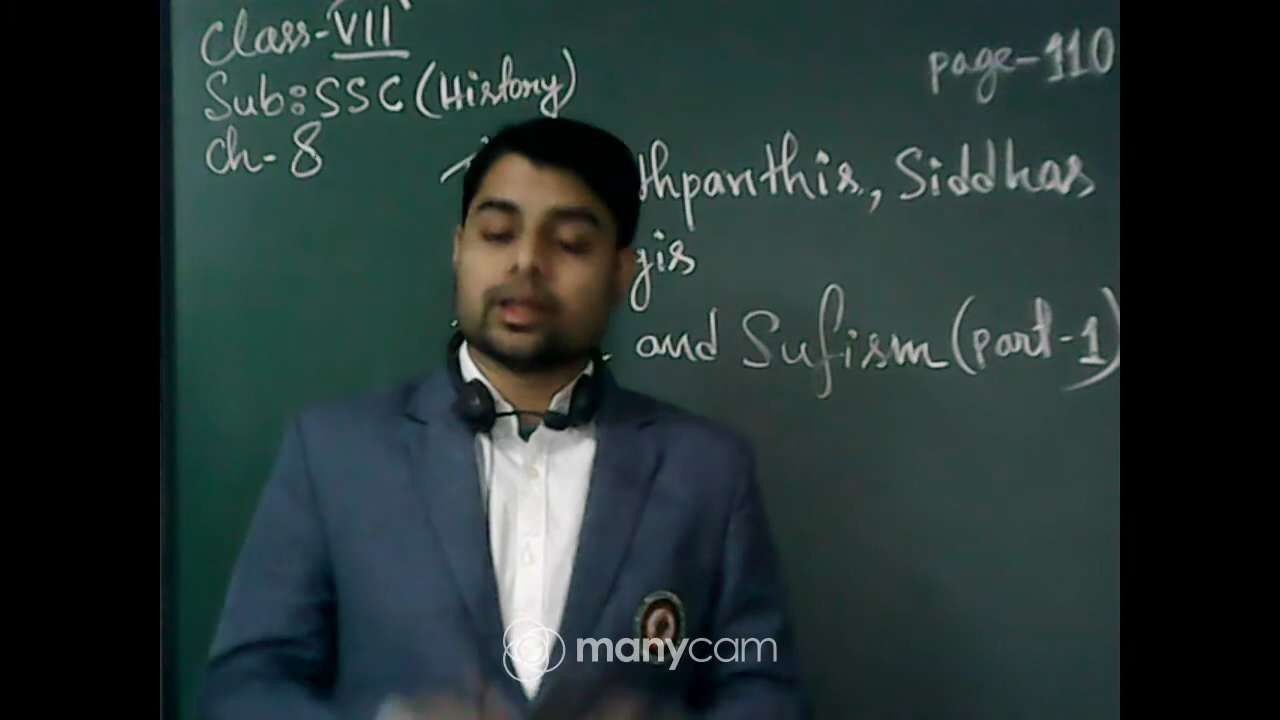 Class-VII
Sub: SSC (History)
page-110
Ch-8
thpanthis, Siddhas
gis
and Sufism (part-1)
manycam